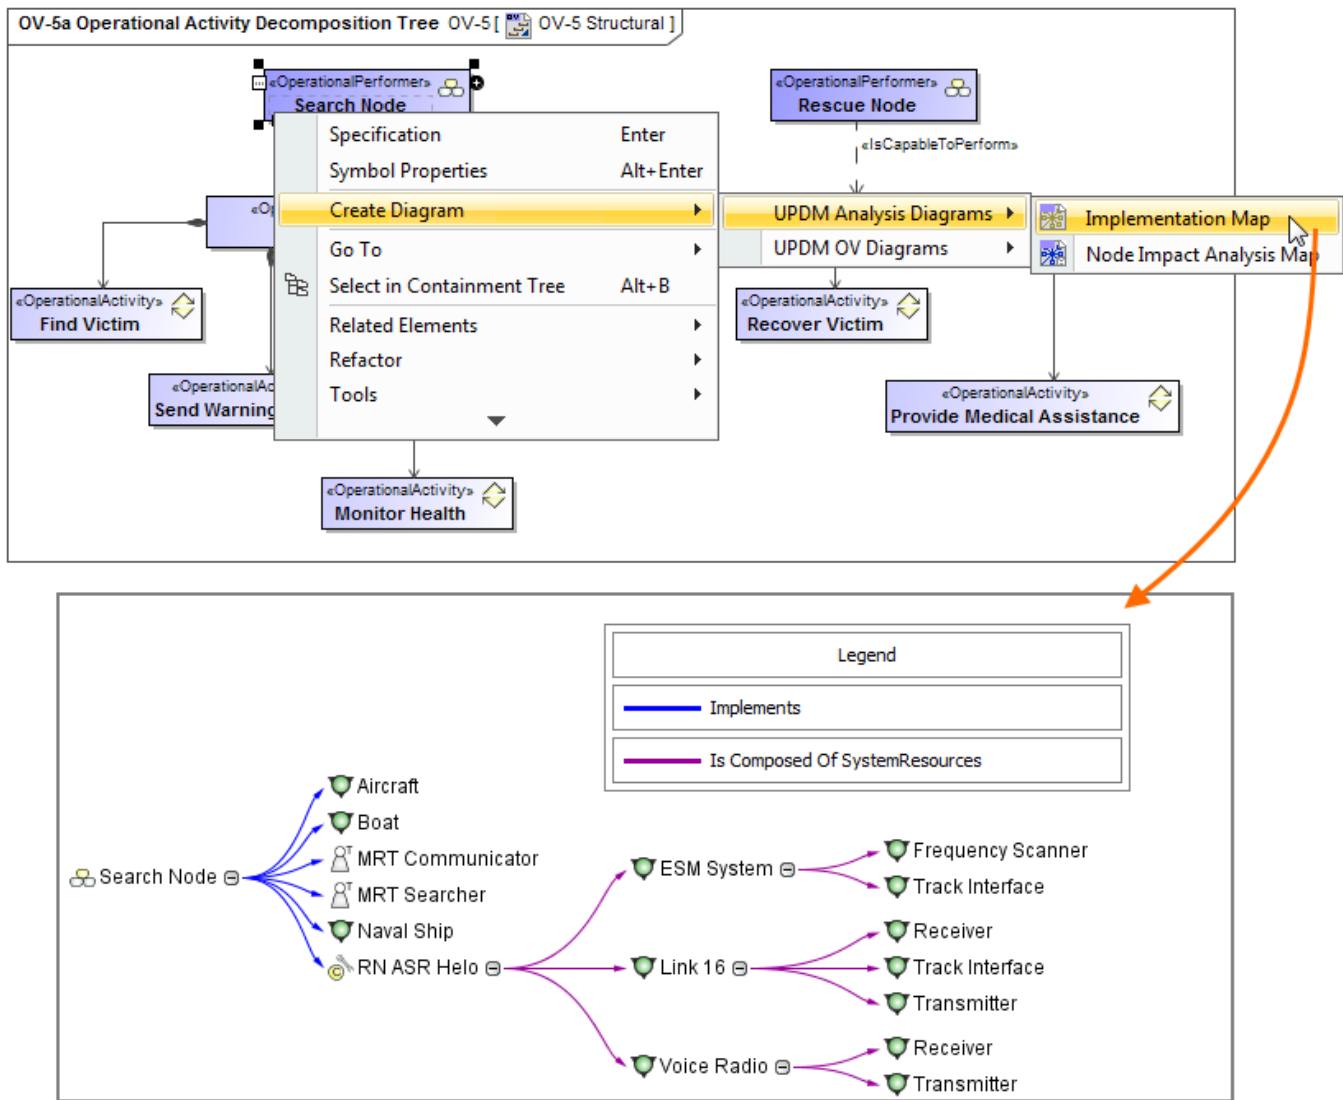 OV-5a Operational Activity Decomposition Tree OV-5 [ OV-5 Structural ]
«OperationalPerformer»
Search Node
«OperationalPerformer»
Rescue Node
«IsCapableToPerform»
Specification Enter
Symbol Properties Alt+Enter
Create Diagram
Go To
Select in Containment Tree Alt+B
Related Elements
Refactor
Tools
UPDM Analysis Diagrams
UPDM OV Diagrams
Implementation Map
Node Impact Analysis Map
«OperationalActivity»
Find Victim
Send Warning
«OperationalActivity»
Monitor Health
«OperationalActivity»
Recover Victim
«OperationalActivity»
Provide Medical Assistance
Legend
Implements
Is Composed Of SystemResources
Search Node
Aircraft
Boat
MRT Communicator
MRT Searcher
Naval Ship
RN ASR Helo
ESM System
Frequency Scanner
Track Interface
Link 16
Receiver
Track Interface
Transmitter
Voice Radio
Receiver
Transmitter